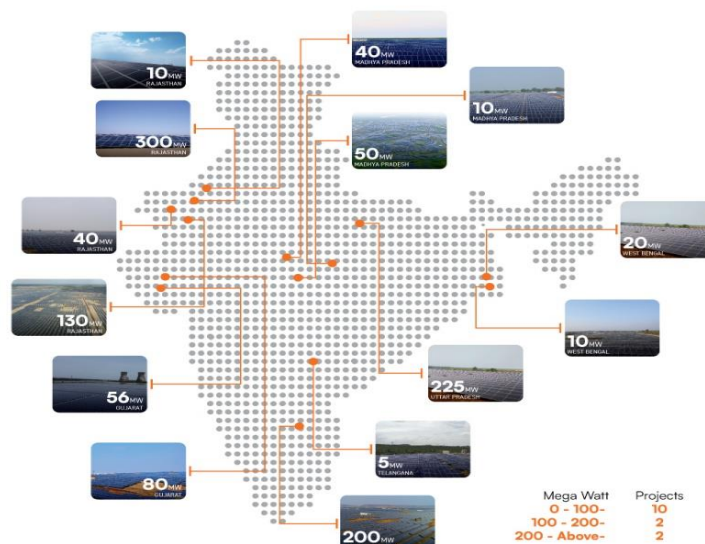 10MW
RAJASTHAN
300MW
RAJASTHAN
40MW
RAJASTHAN
130MW
RAJASTHAN
56MW
GUJARAT
80MW
GUJARAT
40MW
MADHYA PRADESH
10MW
MADHYA PRADESH
50MW
MADHYA PRADESH
20MW
WEST BENGAL
10MW
WEST BENGAL
225MW
UTTAR PRADESH
5MW
TELANGANA
200MW
Mega Watt Projects
0 - 100- 10
100 - 200- 2
200 - Above- 2